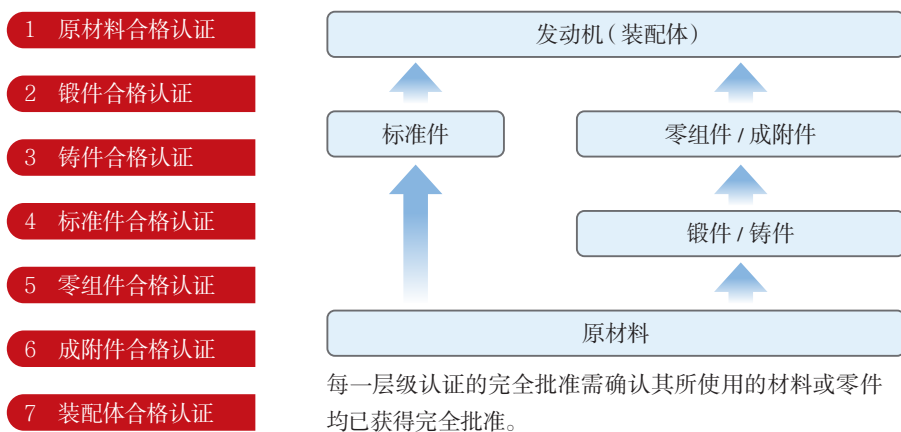 1 原材料合格认证
2 锻件合格认证
3 铸件合格认证
4 标准件合格认证
5 零组件合格认证
6 成附件合格认证
7 装配体合格认证
发动机(装配体)
标准件
零组件/成附件
锻件/铸件
原材料
每一层级认证的完全批准需确认其所使用的材料或零件
均已获得完全批准。